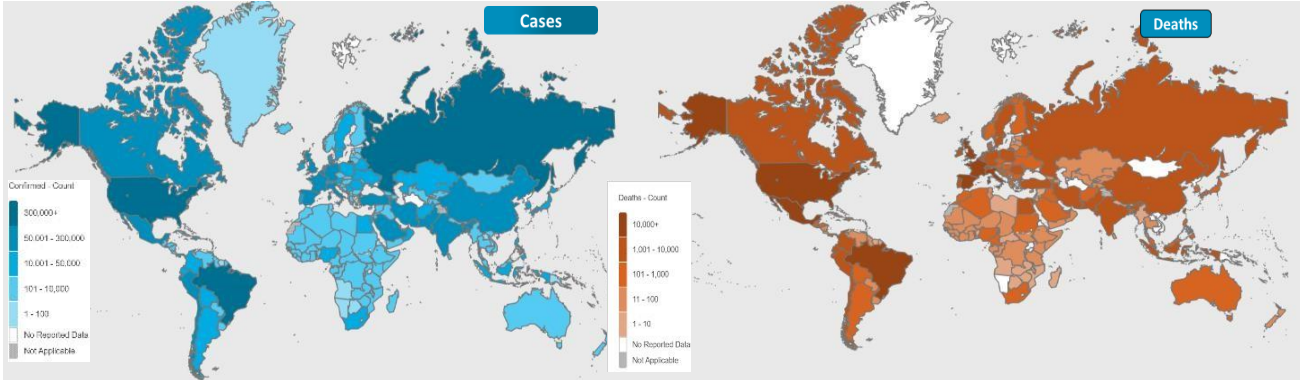 Cases
Deaths
Confirmed - Count
300,000+
50,001 - 300,000
10,001 - 50,000
101 - 10,000
1 - 100
No Reported Data
Not Applicable
Deaths - Count
10,000+
1,001 - 10,000
101 - 1,000
11 - 100
1 - 10
No Reported Data
Not Applicable